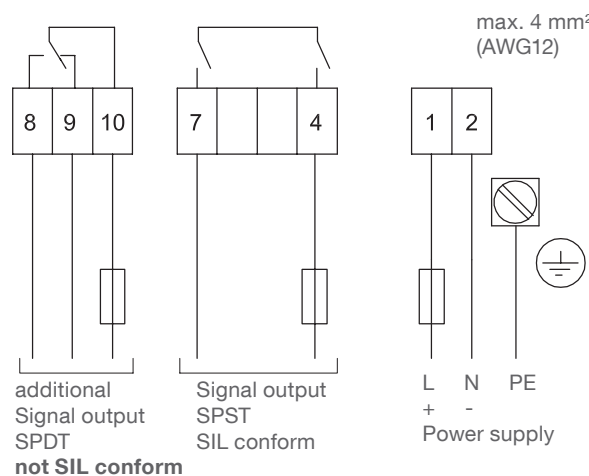 max. 4 mm²
(AWG12)
8 9 10
7 4
1 2
additional
Signal output
SPDT
not SIL conform
Signal output
SPST
SIL conform
L N PE
+ -
Power supply